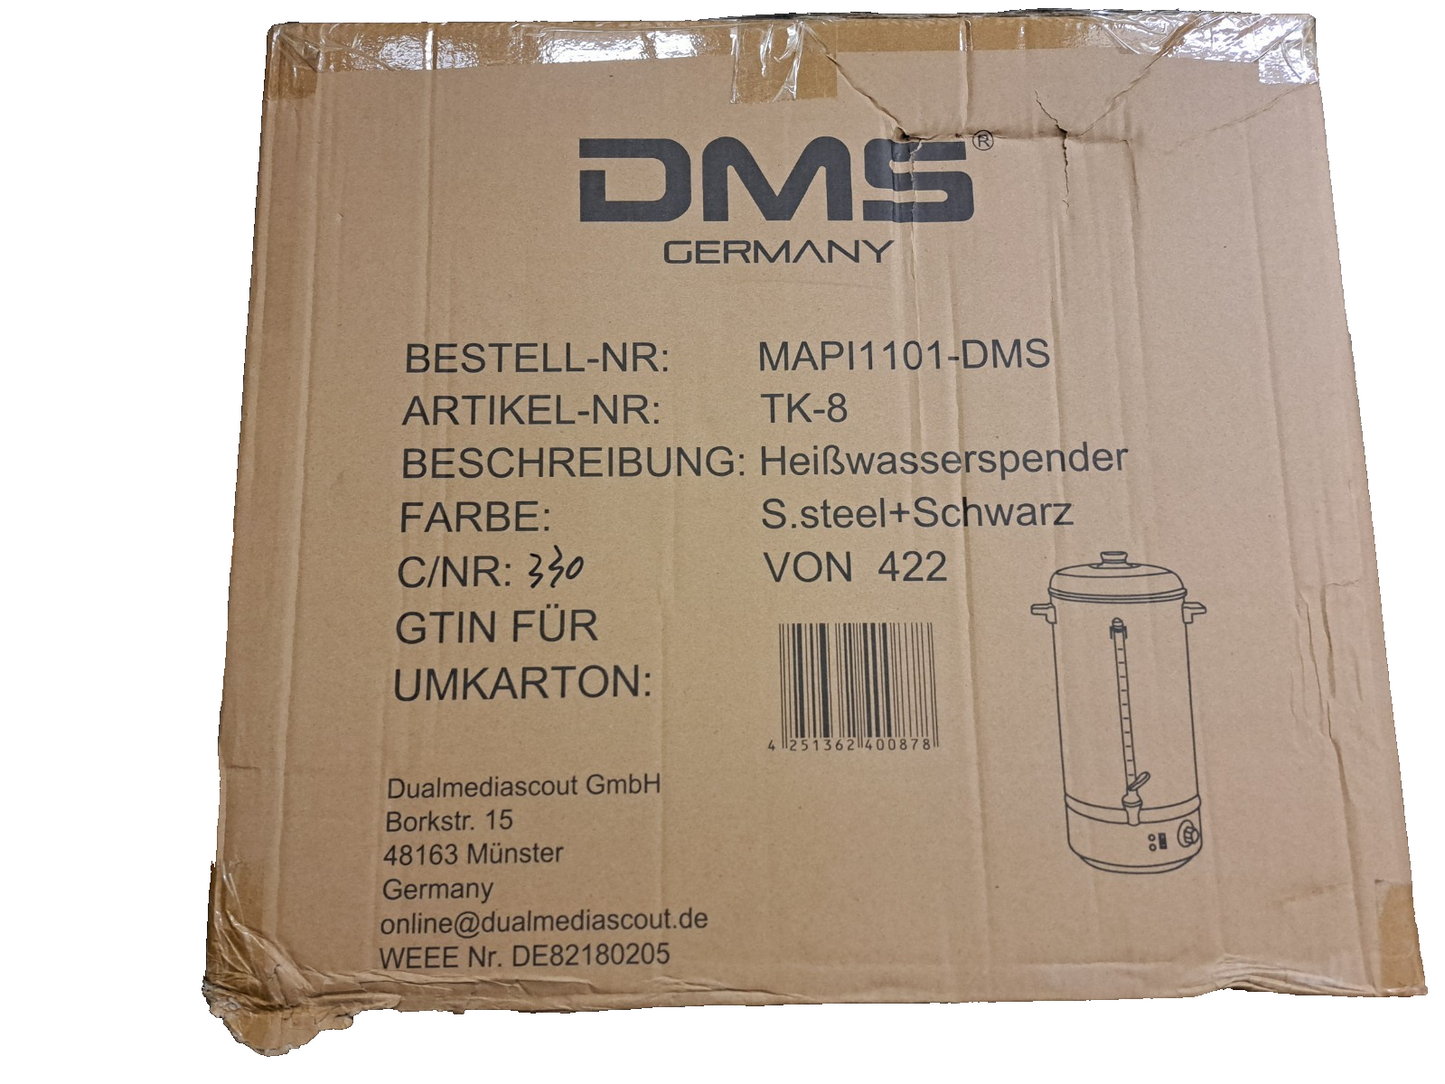 DMS®
GERMANY
BESTELL-NR: MAPI1101-DMS
ARTIKEL-NR: TK-8
BESCHREIBUNG: Heißwasserspender
FARBE: S.steel+Schwarz
C/NR: 330 VON 422
GTIN FÜR
UMKARTON:
4 251362 400878
Dualmediascout GmbH
Borkstr. 15
48163 Münster
Germany
online@dualmediascout.de
WEEE Nr. DE82180205